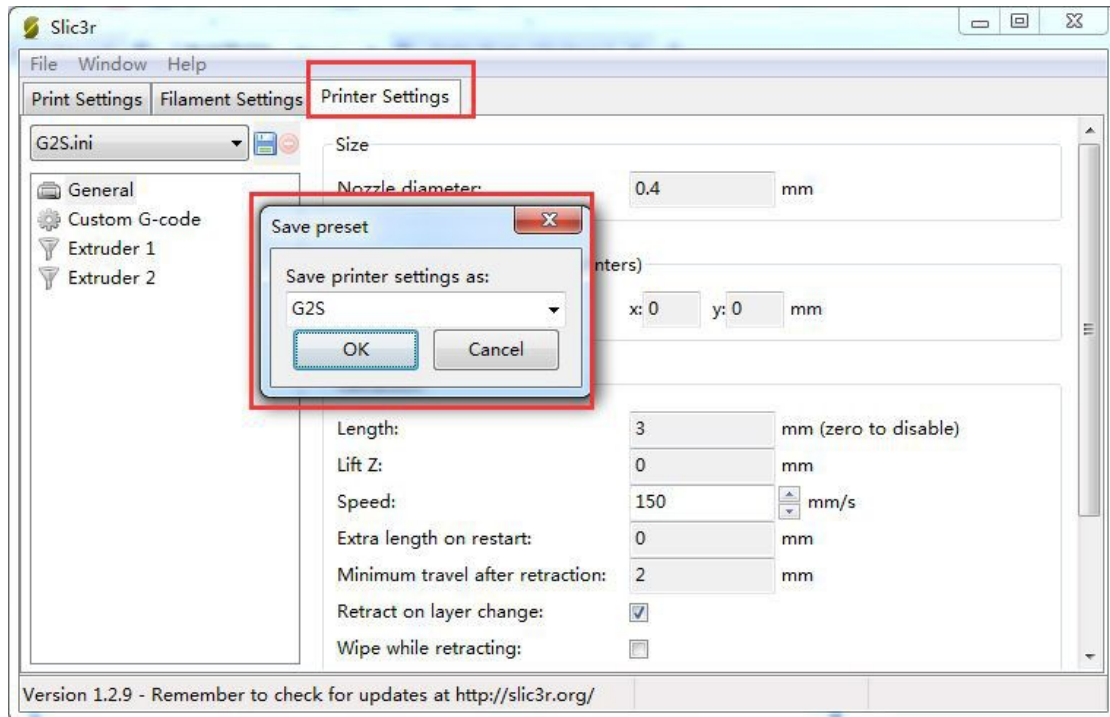 Slic3r
File Window Help
Print Settings Filament Settings Printer Settings
G2S.ini
General
Custom G-code
Extruder 1
Extruder 2
Size
Nozzle diameter: 0.4 mm
nters)
x: 0 y: 0 mm
Save preset
Save printer settings as:
G2S
OK Cancel
Length: 3 mm (zero to disable)
Lift Z: 0 mm
Speed: 150 mm/s
Extra length on restart: 0 mm
Minimum travel after retraction: 2 mm
Retract on layer change:
Wipe while retracting:
Version 1.2.9 - Remember to check for updates at http://slic3r.org/